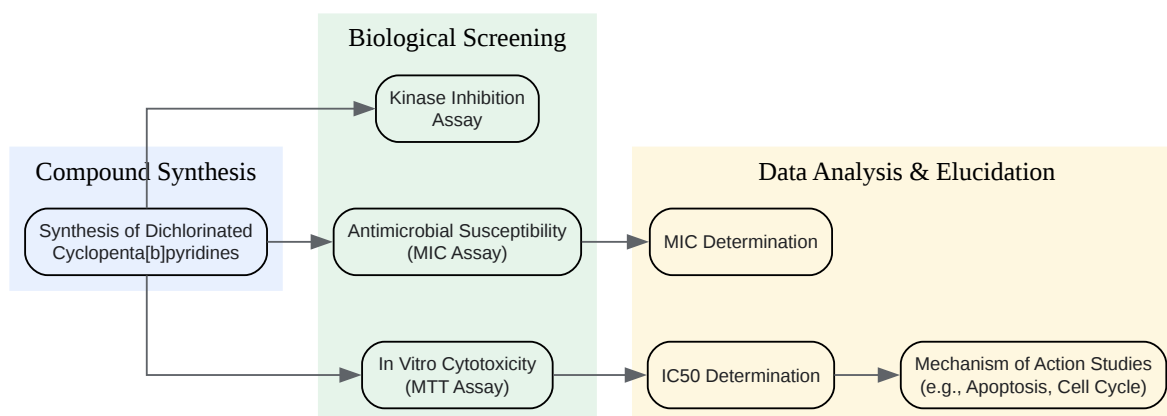 Biological Screening
Kinase Inhibition
Assay
Compound Synthesis
Data Analysis & Elucidation
Synthesis of Dichlorinated
Cyclopenta[b]pyridines
Antimicrobial Susceptibility
(MIC Assay)
MIC Determination
In Vitro Cytotoxicity
(MTT Assay)
IC50 Determination
Mechanism of Action Studies
(e.g., Apoptosis, Cell Cycle)